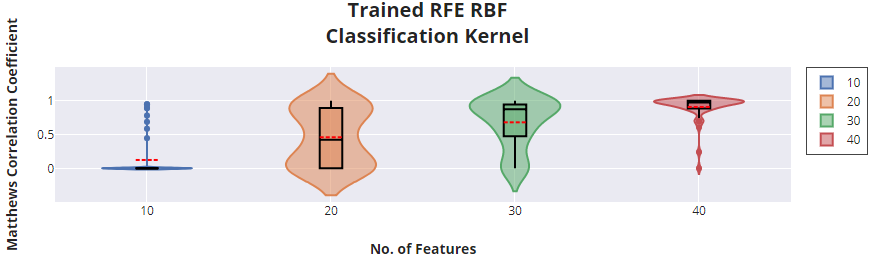 Trained RFE RBF
Classification Kernel
Matthews Correlation Coefficient
1
0.5
0
10
20
30
40
No. of Features
10
20
30
40